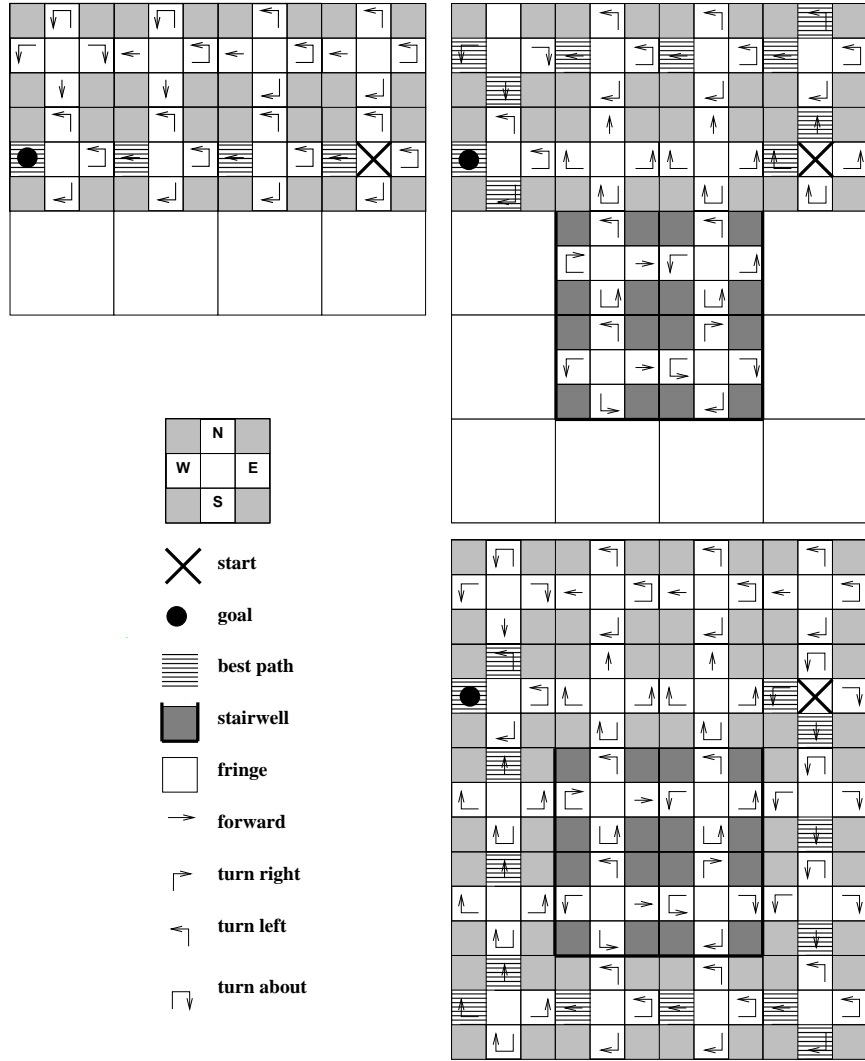 N
W E
S
start
goal
best path
stairwell
fringe
forward
turn right
turn left
turn about